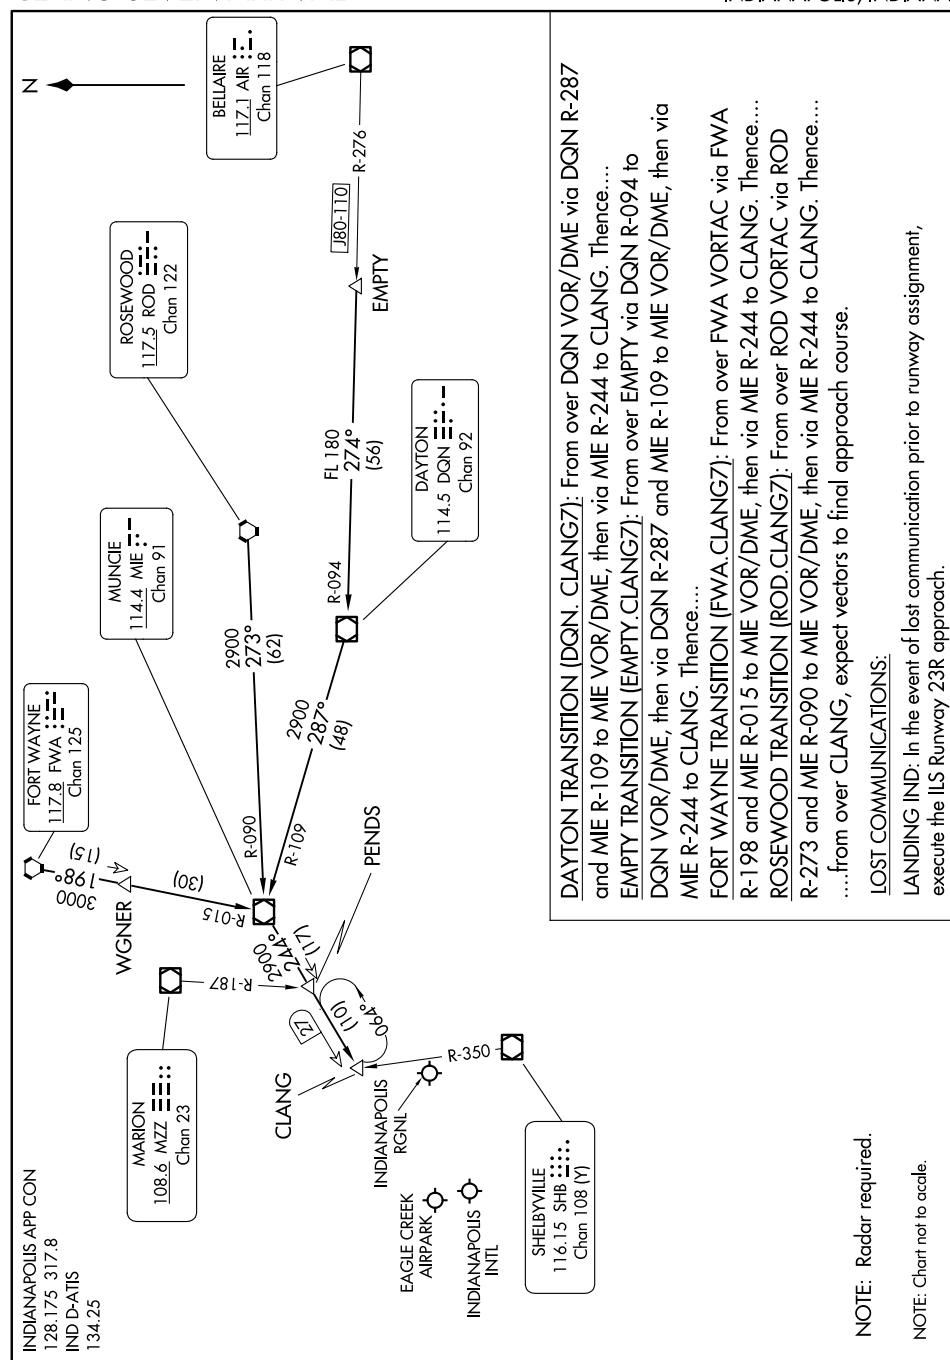 INDIANAPOLIS APP CON
128.175 317.8
IND D-ATIS
134.25
MARION
108.6 MZZ
Chan 23
FORT WAYNE
117.8 FWA
Chan 125
MUNCIE
114.4 MIE
Chan 91
ROSEWOOD
117.5 ROD
Chan 122
BELLAIRE
117.1 AIR
Chan 118
N
DAYTON
114.5 DQN
Chan 92
SHELBYVILLE
116.15 SHB
Chan 108 (Y)
WGNER
3000
198°
(15)
(30)
R-015
R-187
2900
244°
(17)
PENDS
27
(10)
064°
CLANG
R-350
INDIANAPOLIS
RGNL
EAGLE CREEK
AIRPARK
INDIANAPOLIS
INTL
R-090
2900
273°
(62)
R-109
2900
287°
(48)
R-094
FL 180
274°
(56)
EMPTY
J80-110
R-276
DAYTON TRANSITION (DQN. CLANG7): From over DQN VOR/DME via DQN R-287
and MIE R-109 to MIE VOR/DME, then via MIE R-244 to CLANG. Thence....
EMPTY TRANSITION (EMPTY.CLANG7): From over EMPTY via DQN R-094 to
DQN VOR/DME, then via DQN R-287 and MIE R-109 to MIE VOR/DME, then via
MIE R-244 to CLANG. Thence....
FORT WAYNE TRANSITION (FWA.CLANG7): From over FWA VORTAC via FWA
R-198 and MIE R-015 to MIE VOR/DME, then via MIE R-244 to CLANG. Thence....
ROSEWOOD TRANSITION (ROD.CLANG7): From over ROD VORTAC via ROD
R-273 and MIE R-090 to MIE VOR/DME, then via MIE R-244 to CLANG. Thence....
....from over CLANG, expect vectors to final approach course.
LOST COMMUNICATIONS:
LANDING IND: In the event of lost communication prior to runway assignment,
execute the ILS Runway 23R approach.
NOTE: Radar required.
NOTE: Chart not to scale.